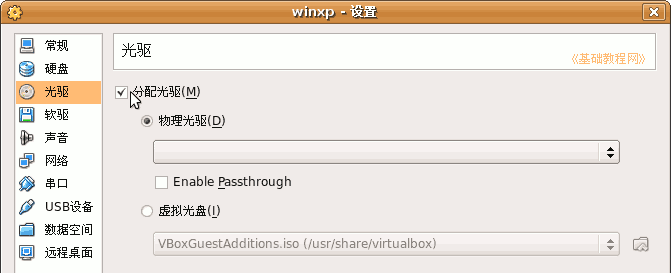 winxp - 设置
常规
硬盘
光驱
软驱
声音
网络
串口
USB设备
数据空间
远程桌面
光驱
《基础教程网》
分配光驱(M)
物理光驱(D)
Enable Passthrough
虚拟光盘(I)
VBoxGuestAdditions.iso (/usr/share/virtualbox)